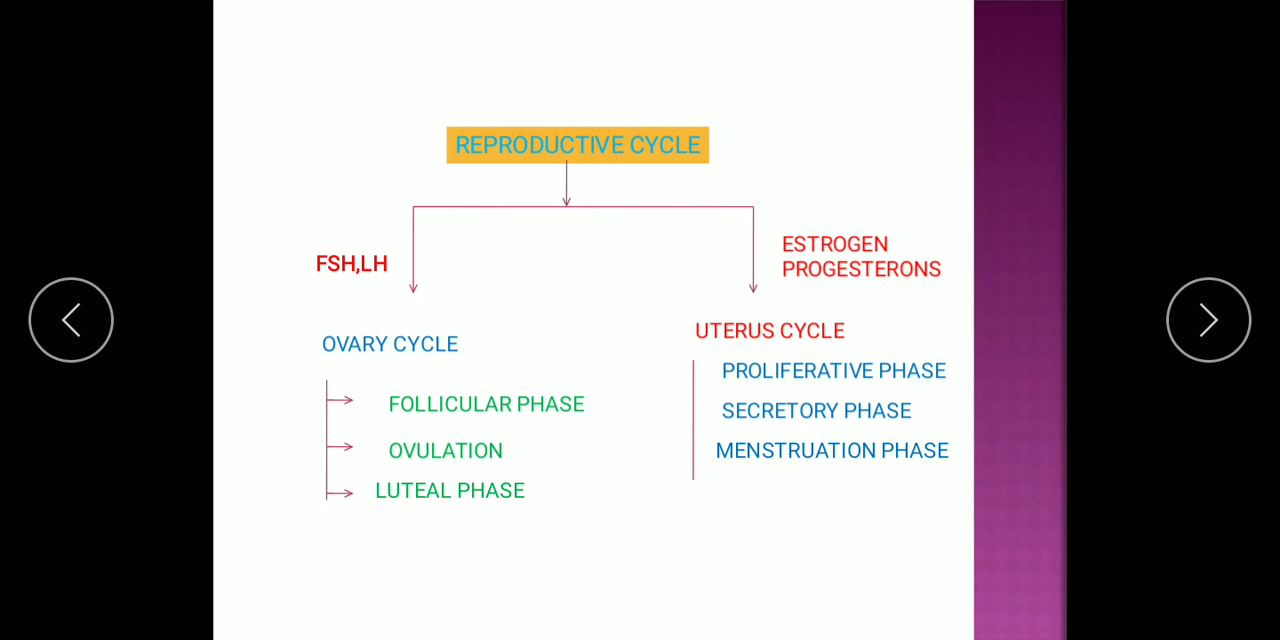 REPRODUCTIVE CYCLE
FSH,LH
ESTROGEN
PROGESTERONS
OVARY CYCLE
FOLLICULAR PHASE
OVULATION
LUTEAL PHASE
UTERUS CYCLE
PROLIFERATIVE PHASE
SECRETORY PHASE
MENSTRUATION PHASE